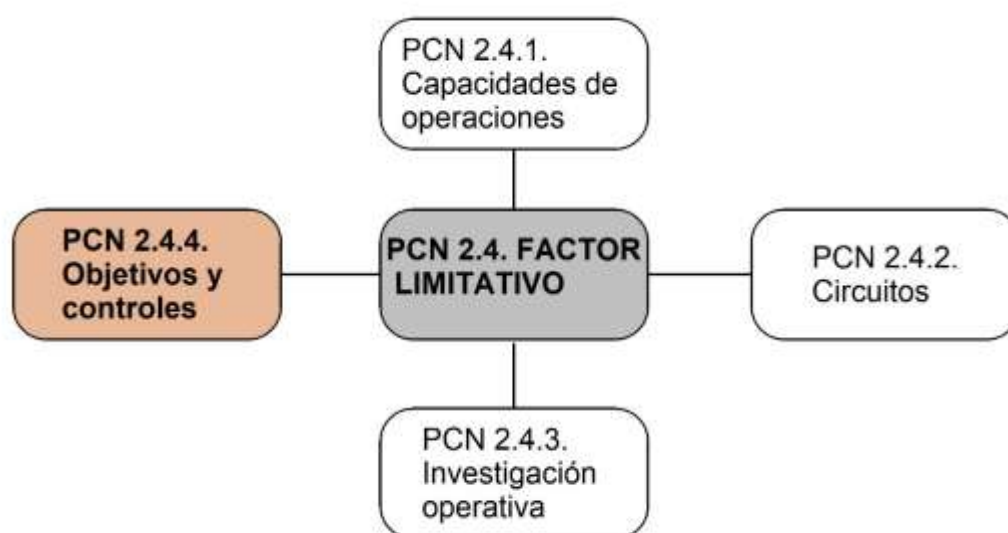 PCN 2.4.1.
Capacidades de
operaciones
PCN 2.4.4.
Objetivos y
controles
PCN 2.4. FACTOR
LIMITATIVO
PCN 2.4.2.
Circuitos
PCN 2.4.3.
Investigación
operativa